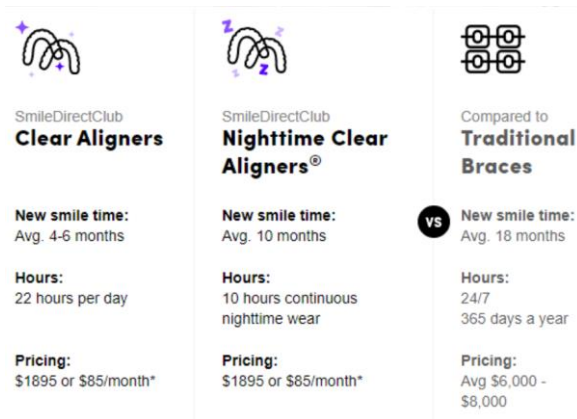 SmileDirectClub
Clear Aligners
New smile time:
Avg. 4-6 months
Hours:
22 hours per day
Pricing:
$1895 or $85/month*
SmileDirectClub
Nighttime Clear
Aligners®
New smile time:
Avg. 10 months
Hours:
10 hours continuous
nighttime wear
Pricing:
$1895 or $85/month*
VS
Compared to
Traditional
Braces
New smile time:
Avg. 18 months
Hours:
24/7
365 days a year
Pricing:
Avg $6,000 -
$8,000